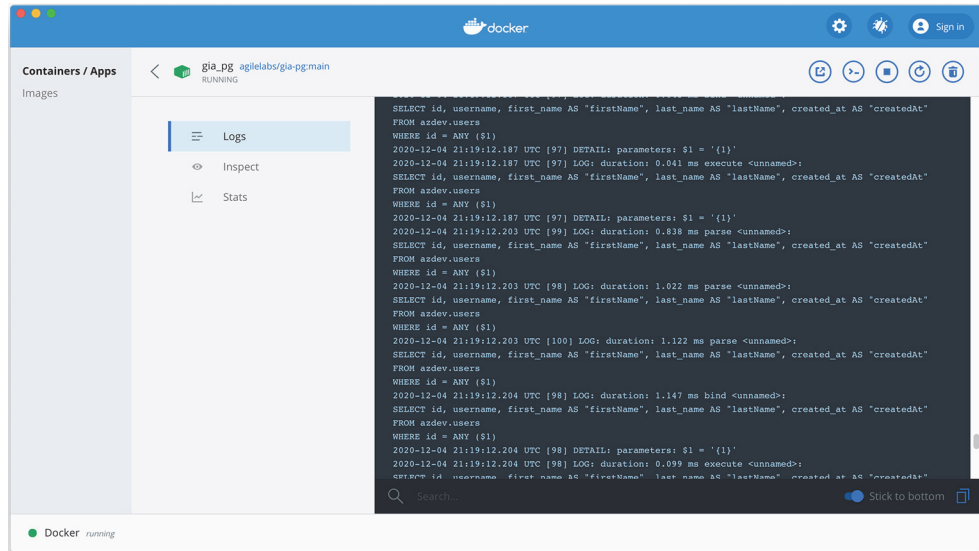 docker
Sign in
Containers / Apps
Images
gia_pg agilelabs/gia-pg:main
RUNNING
Logs
Inspect
Stats
SELECT id, username, first_name AS "firstName", last_name AS "lastName", created_at AS "createdAt"
FROM azdev.users
WHERE id = ANY ($1)
2020-12-04 21:19:12.187 UTC [97] DETAIL: parameters: $1 = '{1}'
2020-12-04 21:19:12.187 UTC [97] LOG: duration: 0.041 ms execute <unnamed>:
SELECT id, username, first_name AS "firstName", last_name AS "lastName", created_at AS "createdAt"
FROM azdev.users
WHERE id = ANY ($1)
2020-12-04 21:19:12.187 UTC [97] DETAIL: parameters: $1 = '{1}'
2020-12-04 21:19:12.203 UTC [99] LOG: duration: 0.838 ms parse <unnamed>:
SELECT id, username, first_name AS "firstName", last_name AS "lastName", created_at AS "createdAt"
FROM azdev.users
WHERE id = ANY ($1)
2020-12-04 21:19:12.203 UTC [98] LOG: duration: 1.022 ms parse <unnamed>:
SELECT id, username, first_name AS "firstName", last_name AS "lastName", created_at AS "createdAt"
FROM azdev.users
WHERE id = ANY ($1)
2020-12-04 21:19:12.203 UTC [100] LOG: duration: 1.122 ms parse <unnamed>:
SELECT id, username, first_name AS "firstName", last_name AS "lastName", created_at AS "createdAt"
FROM azdev.users
WHERE id = ANY ($1)
2020-12-04 21:19:12.204 UTC [98] LOG: duration: 1.147 ms bind <unnamed>:
SELECT id, username, first_name AS "firstName", last_name AS "lastName", created_at AS "createdAt"
FROM azdev.users
WHERE id = ANY ($1)
2020-12-04 21:19:12.204 UTC [98] DETAIL: parameters: $1 = '{1}'
2020-12-04 21:19:12.204 UTC [98] LOG: duration: 0.099 ms execute <unnamed>:
SELECT id, username, first_name AS "firstName", last_name AS "lastName", created_at AS "createdAt"
Search...
Stick to bottom
Docker running